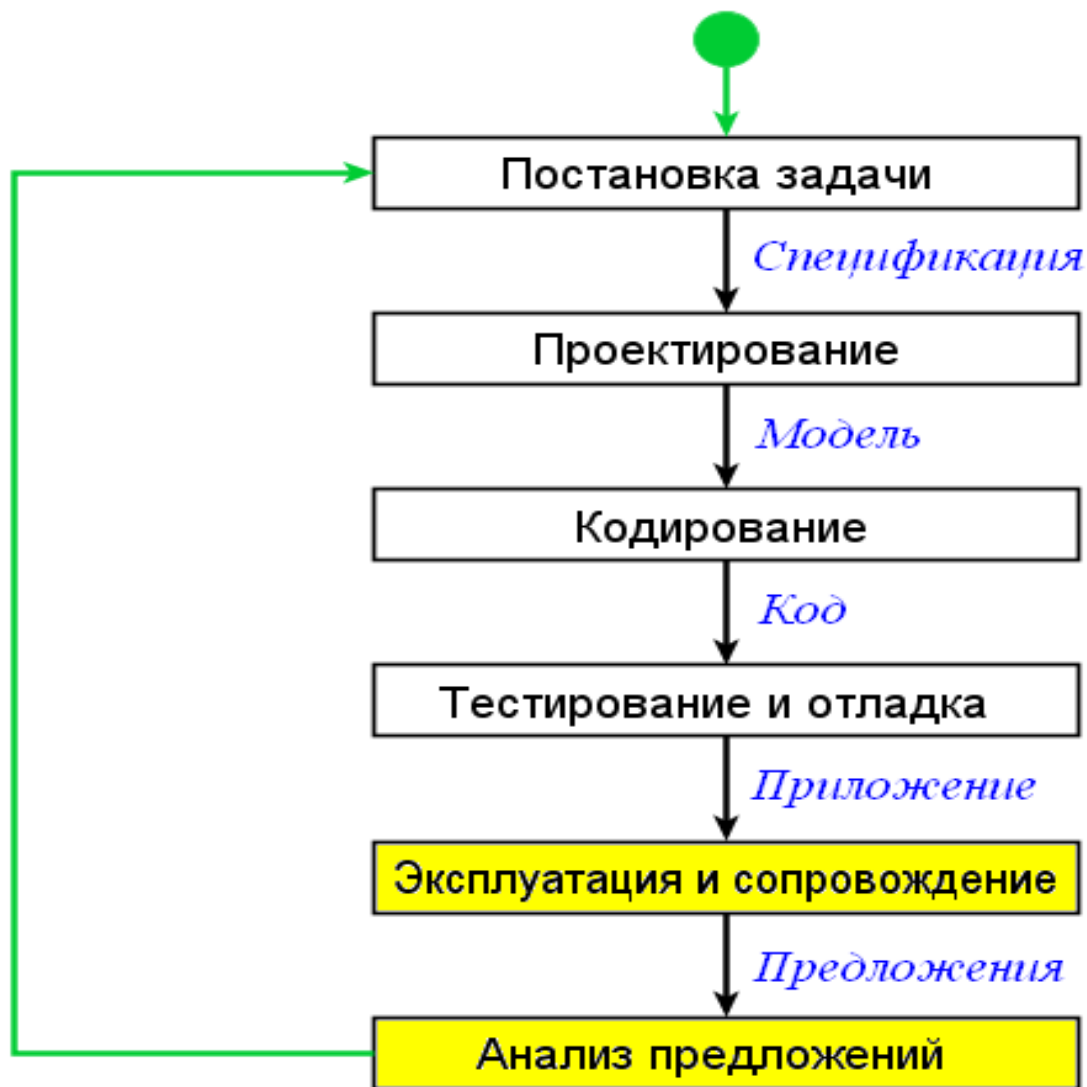 Постановка задачи
Спецификация
Проектирование
Модель
Кодирование
Код
Тестирование и отладка
Приложение
Эксплуатация и сопровождение
Предложения
Анализ предложений